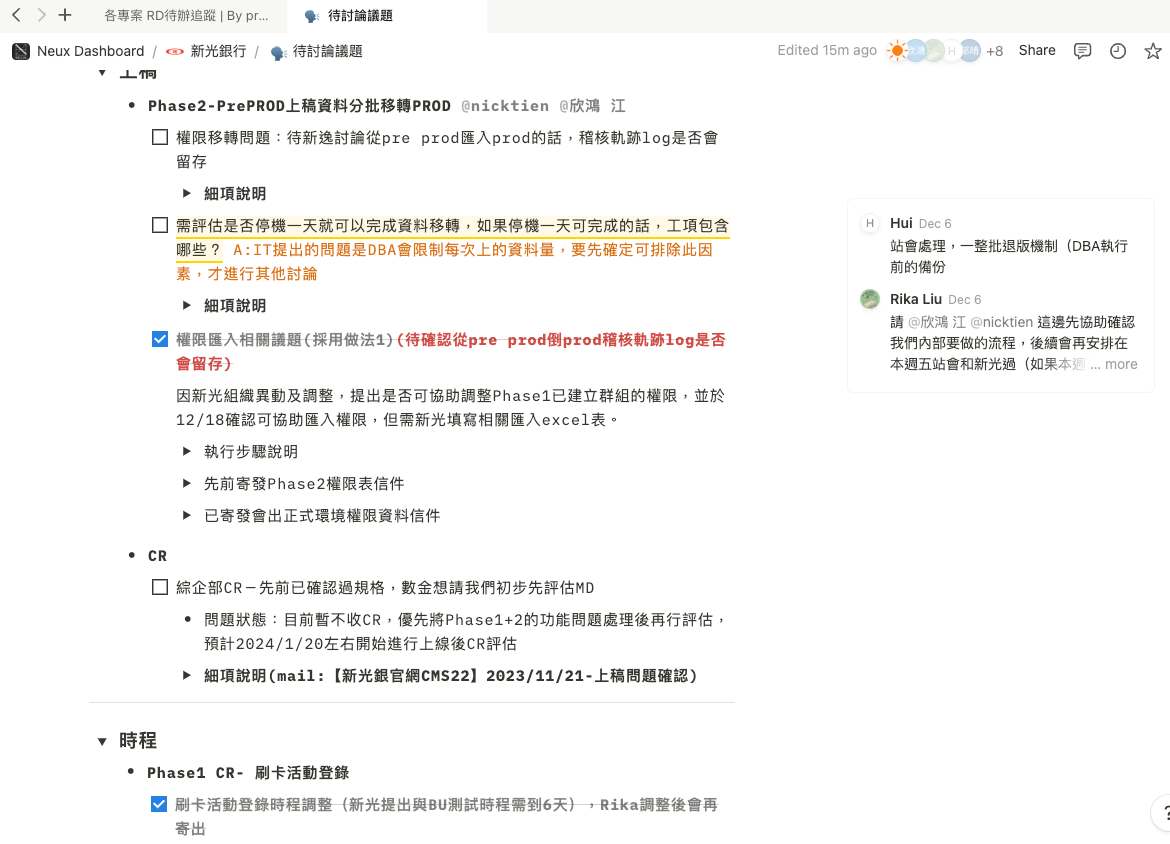 各專案 RD待辦追蹤 | By pr...
待討論議題
Neux Dashboard / 新光銀行 / 待討論議題
Edited 15m ago
+8
Share
上稿
Phase2-PrePROD上稿資料分批移轉PROD @nicktien @欣鴻 江
權限移轉問題：待新逸討論從pre prod匯入prod的話，稽核軌跡log是否會
留存
細項說明
需評估是否停機一天就可以完成資料移轉，如果停機一天可完成的話，工項包含
哪些？ A:IT提出的問題是DBA會限制每次上的資料量，要先確定可排除此因
素，才進行其他討論
細項說明
權限匯入相關議題(採用做法1)(待確認從pre prod倒prod稽核軌跡log是否
會留存)
因新光組織異動及調整，提出是否可協助調整Phase1已建立群組的權限，並於
12/18確認可協助匯入權限，但需新光填寫相關匯入excel表。
執行步驟說明
先前寄發Phase2權限表信件
已寄發會出正式環境權限資料信件
CR
綜企部CR－先前已確認過規格，數金想請我們初步先評估MD
問題狀態：目前暫不收CR，優先將Phase1+2的功能問題處理後再行評估，
預計2024/1/20左右開始進行上線後CR評估
細項說明(mail:【新光銀官網CMS22】2023/11/21-上稿問題確認)
時程
Phase1 CR- 刷卡活動登錄
刷卡活動登錄時程調整（新光提出與BU測試時程需到6天），Rika調整後會再
寄出
H
Hui Dec 6
站會處理，一整批退版機制（DBA執行
前的備份
Rika Liu Dec 6
請 @欣鴻 江 @nicktien 這邊先協助確認
我們內部要做的流程，後續會再安排在
本週五站會和新光過（如果本週 ... more
?